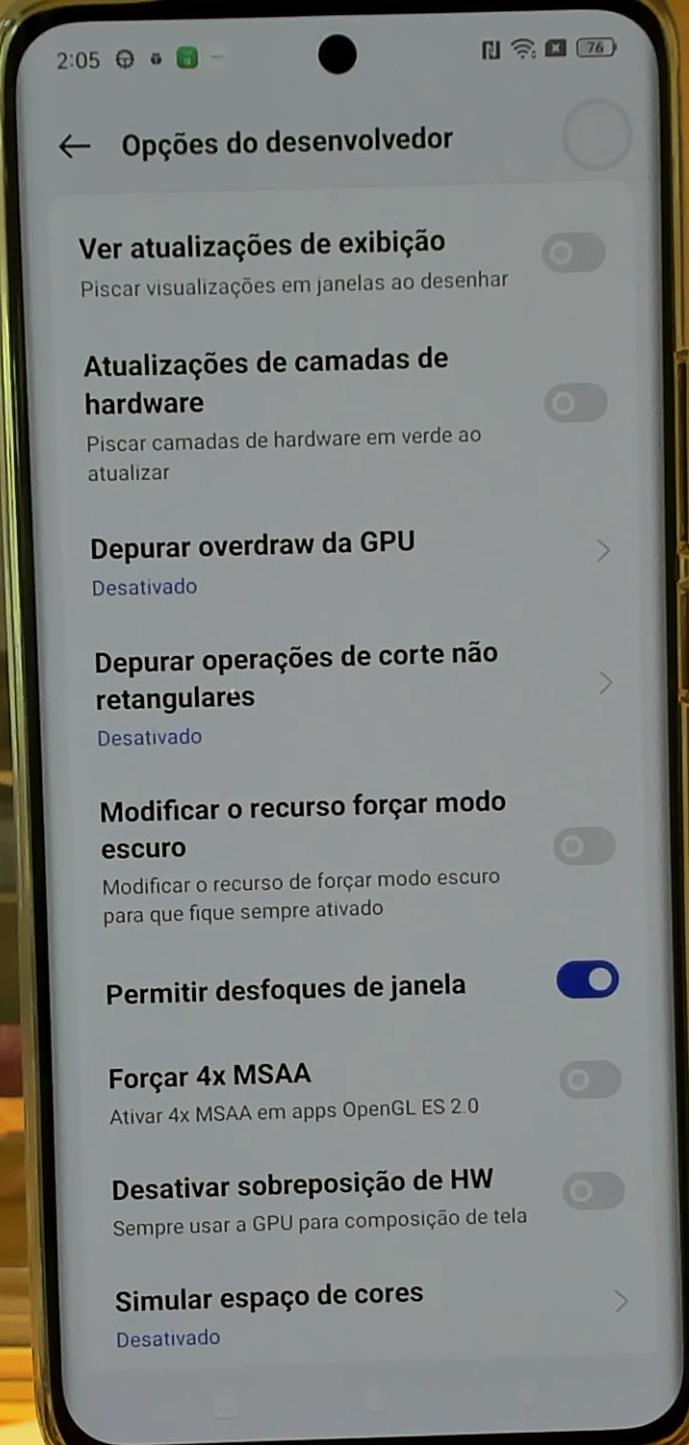 2:05
76
Opções do desenvolvedor
Ver atualizações de exibição
Piscar visualizações em janelas ao desenhar
Atualizações de camadas de
hardware
Piscar camadas de hardware em verde ao
atualizar
Depurar overdraw da GPU
Desativado
Depurar operações de corte não
retangulares
Desativado
Modificar o recurso forçar modo
escuro
Modificar o recurso de forçar modo escuro
para que fique sempre ativado
Permitir desfoques de janela
Forçar 4x MSAA
Ativar 4x MSAA em apps OpenGL ES 2.0
Desativar sobreposição de HW
Sempre usar a GPU para composição de tela
Simular espaço de cores
Desativado